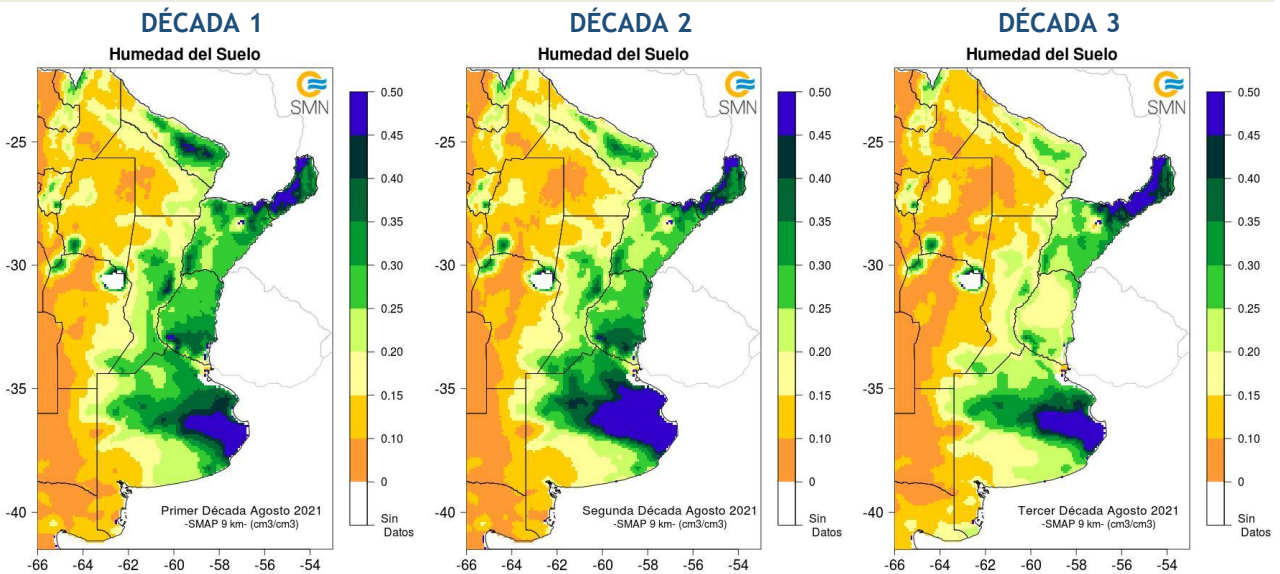 DÉCADA 1
Humedad del Suelo
SMN
0.50
0.45
0.40
0.35
0.30
0.25
0.20
0.15
0.10
0
Sin
Datos
-25
-30
-35
-40
Primer Década Agosto 2021
-SMAP 9 km- (cm3/cm3)
-66 -64 -62 -60 -58 -56 -54
DÉCADA 2
Humedad del Suelo
SMN
0.50
0.45
0.40
0.35
0.30
0.25
0.20
0.15
0.10
0
Sin
Datos
-25
-30
-35
-40
Segunda Década Agosto 2021
-SMAP 9 km- (cm3/cm3)
-66 -64 -62 -60 -58 -56 -54
DÉCADA 3
Humedad del Suelo
SMN
0.50
0.45
0.40
0.35
0.30
0.25
0.20
0.15
0.10
0
Sin
Datos
-25
-30
-35
-40
Tercer Década Agosto 2021
-SMAP 9 km- (cm3/cm3)
-66 -64 -62 -60 -58 -56 -54